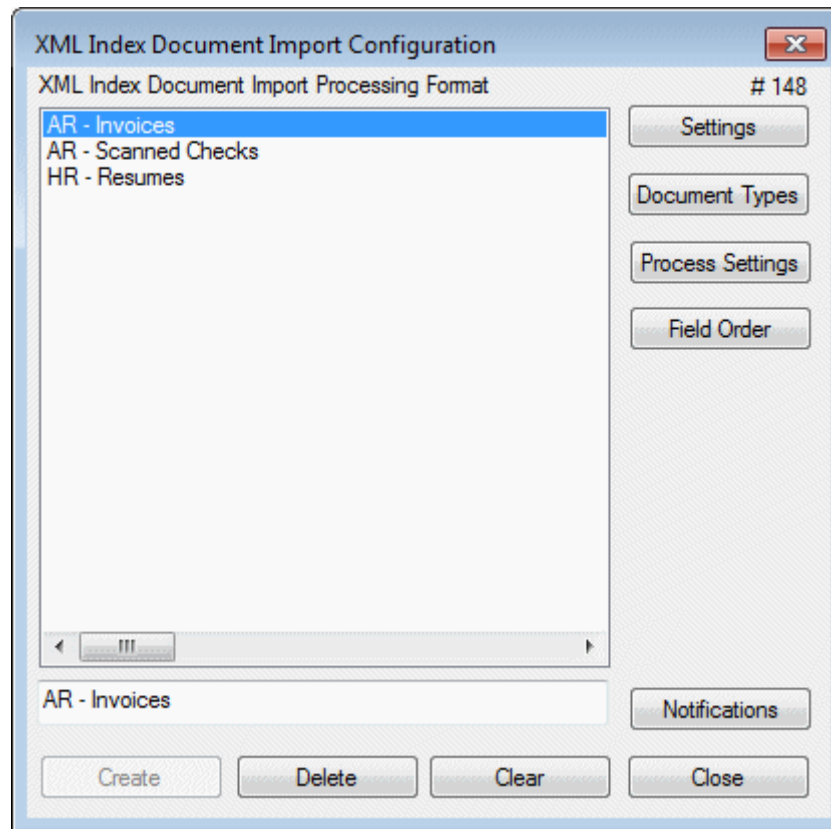 XML Index Document Import Configuration
XML Index Document Import Processing Format # 148
AR - Invoices
AR - Scanned Checks
HR - Resumes
Settings
Document Types
Process Settings
Field Order
AR - Invoices
Notifications
Create Delete Clear Close